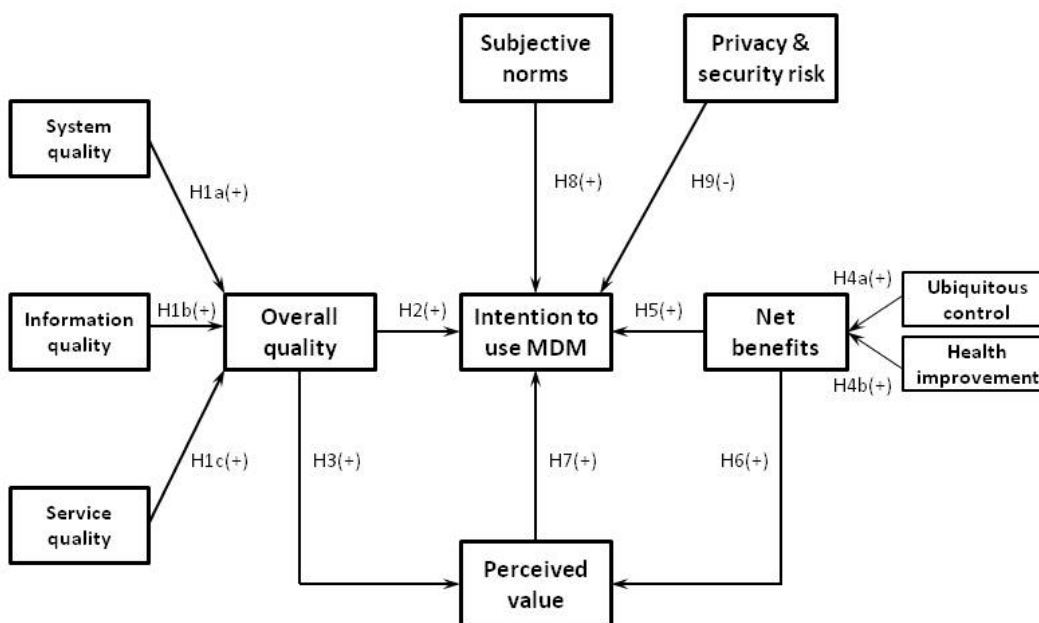 Subjective
norms
Privacy &
security risk
System
quality
H1a(+)
H8(+)
H9(-)
H4a(+)
Ubiquitous
control
Information
quality
H1b(+)
Overall
quality
H2(+)
Intention to
use MDM
H5(+)
Net
benefits
Health
improvement
H4b(+)
H1c(+)
H3(+)
H7(+)
H6(+)
Service
quality
Perceived
value